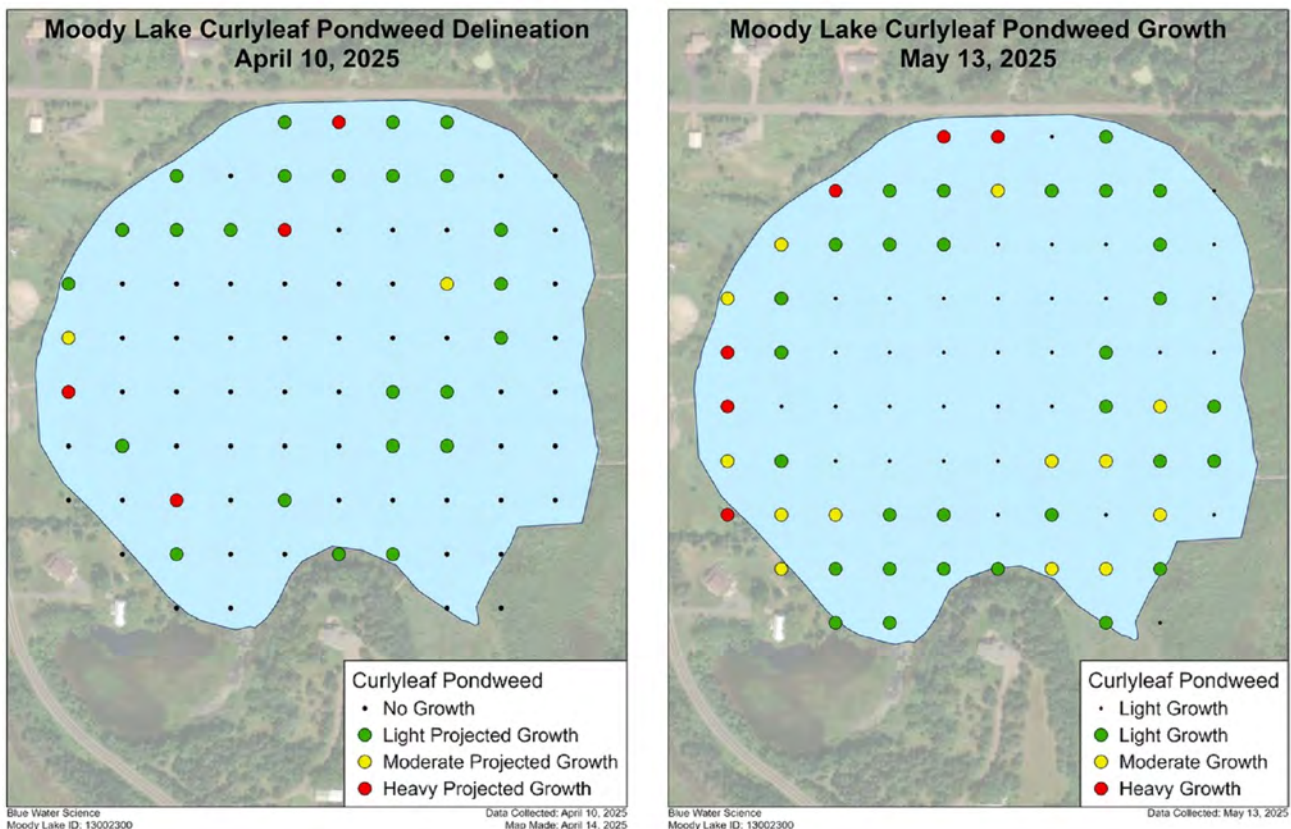 Moody Lake Curlyleaf Pondweed Delineation
April 10, 2025
Curlyleaf Pondweed
No Growth
Light Projected Growth
Moderate Projected Growth
Heavy Projected Growth
Blue Water Science
Moody Lake ID: 13002300
Data Collected: April 10, 2025
Map Made: April 14, 2025
Moody Lake Curlyleaf Pondweed Growth
May 13, 2025
Curlyleaf Pondweed
Light Growth
Light Growth
Moderate Growth
Heavy Growth
Blue Water Science
Moody Lake ID: 13002300
Data Collected: May 13, 2025